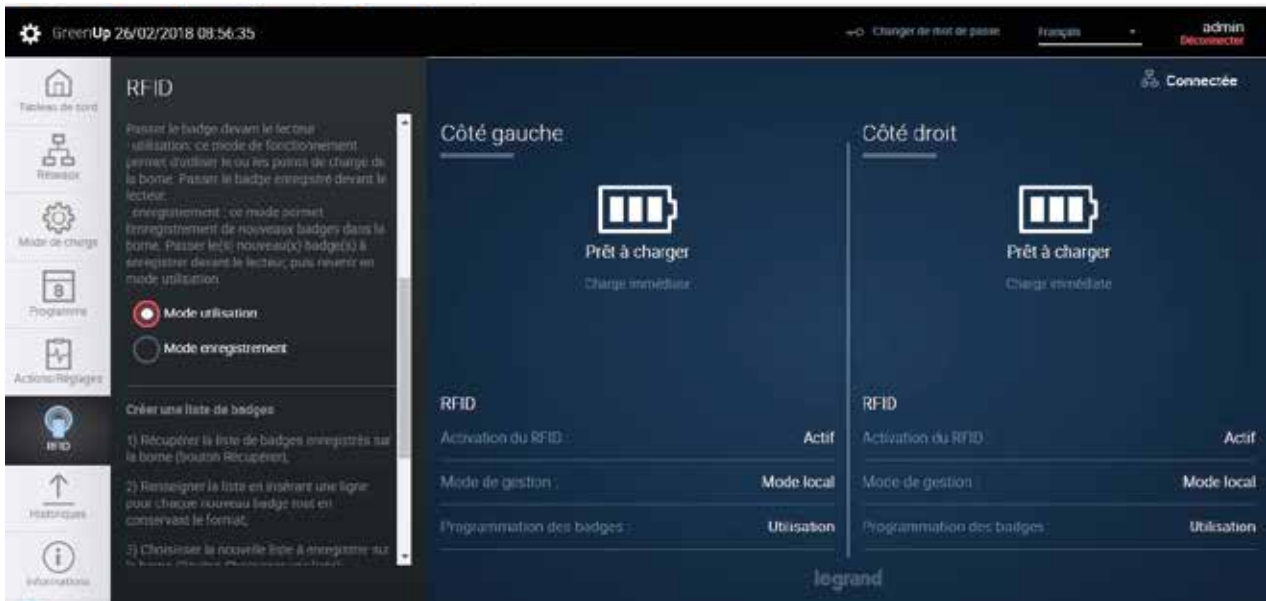 GreenUp 26/02/2018 08:56:35
Changer de mot de passe
Français
admin
Déconnecter
Tableau de bord
Réseaux
Mode de charge
8
Programme
Actions/Réglages
RFID
Historiques
Informations
RFID
Passer le badge devant le lecteur
- utilisation: ce mode de fonctionnement
permet d'utiliser le ou les points de charge de
la borne. Passer le badge enregistré devant le
lecteur.
- enregistrement : ce mode permet
l'enregistrement de nouveaux badges dans la
borne. Passer le(s) nouveau(x) badge(s) à
enregistrer devant le lecteur, puis revenir en
mode utilisation.
Mode utilisation
Mode enregistrement
Créer une liste de badges
1) Récupérer la liste de badges enregistrés sur
la borne (bouton Récupérer),
2) Renseigner la liste en insérant une ligne
pour chaque nouveau badge tout en
conservant le format,
3) Choisisser la nouvelle liste à enregistrer sur
Connectée
Côté gauche
Prêt à charger
Charge immédiate
RFID
Activation du RFID : Actif
Mode de gestion : Mode local
Programmation des badges : Utilisation
Côté droit
Prêt à charger
Charge immédiate
RFID
Activation du RFID : Actif
Mode de gestion : Mode local
Programmation des badges : Utilisation
legrand